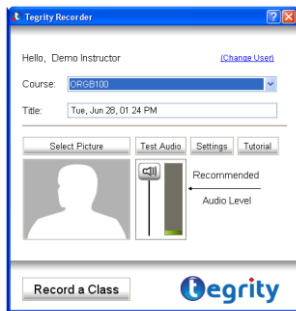 Tegrity Recorder
Hello, Demo Instructor (Change User)
Course: ORGB100
Title: Tue, Jun 28, 01 24 PM
Select Picture Test Audio Settings Tutorial
Recommended
Audio Level
Record a Class tegrity